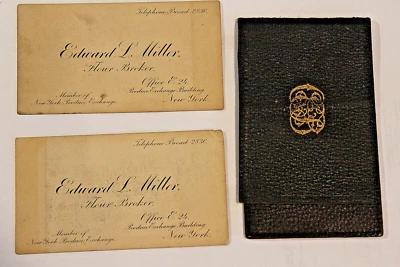 Telephone Broad 2830.
Edward L. Miller,
Flour Broker.
Office E 24
Produce Exchange Building
New York.
Member of
New York Produce Exchange.
Telephone Broad 2830.
Edward L. Miller,
Flour Broker.
Office E 24
Produce Exchange Building
New York.
Member of
New York Produce Exchange.